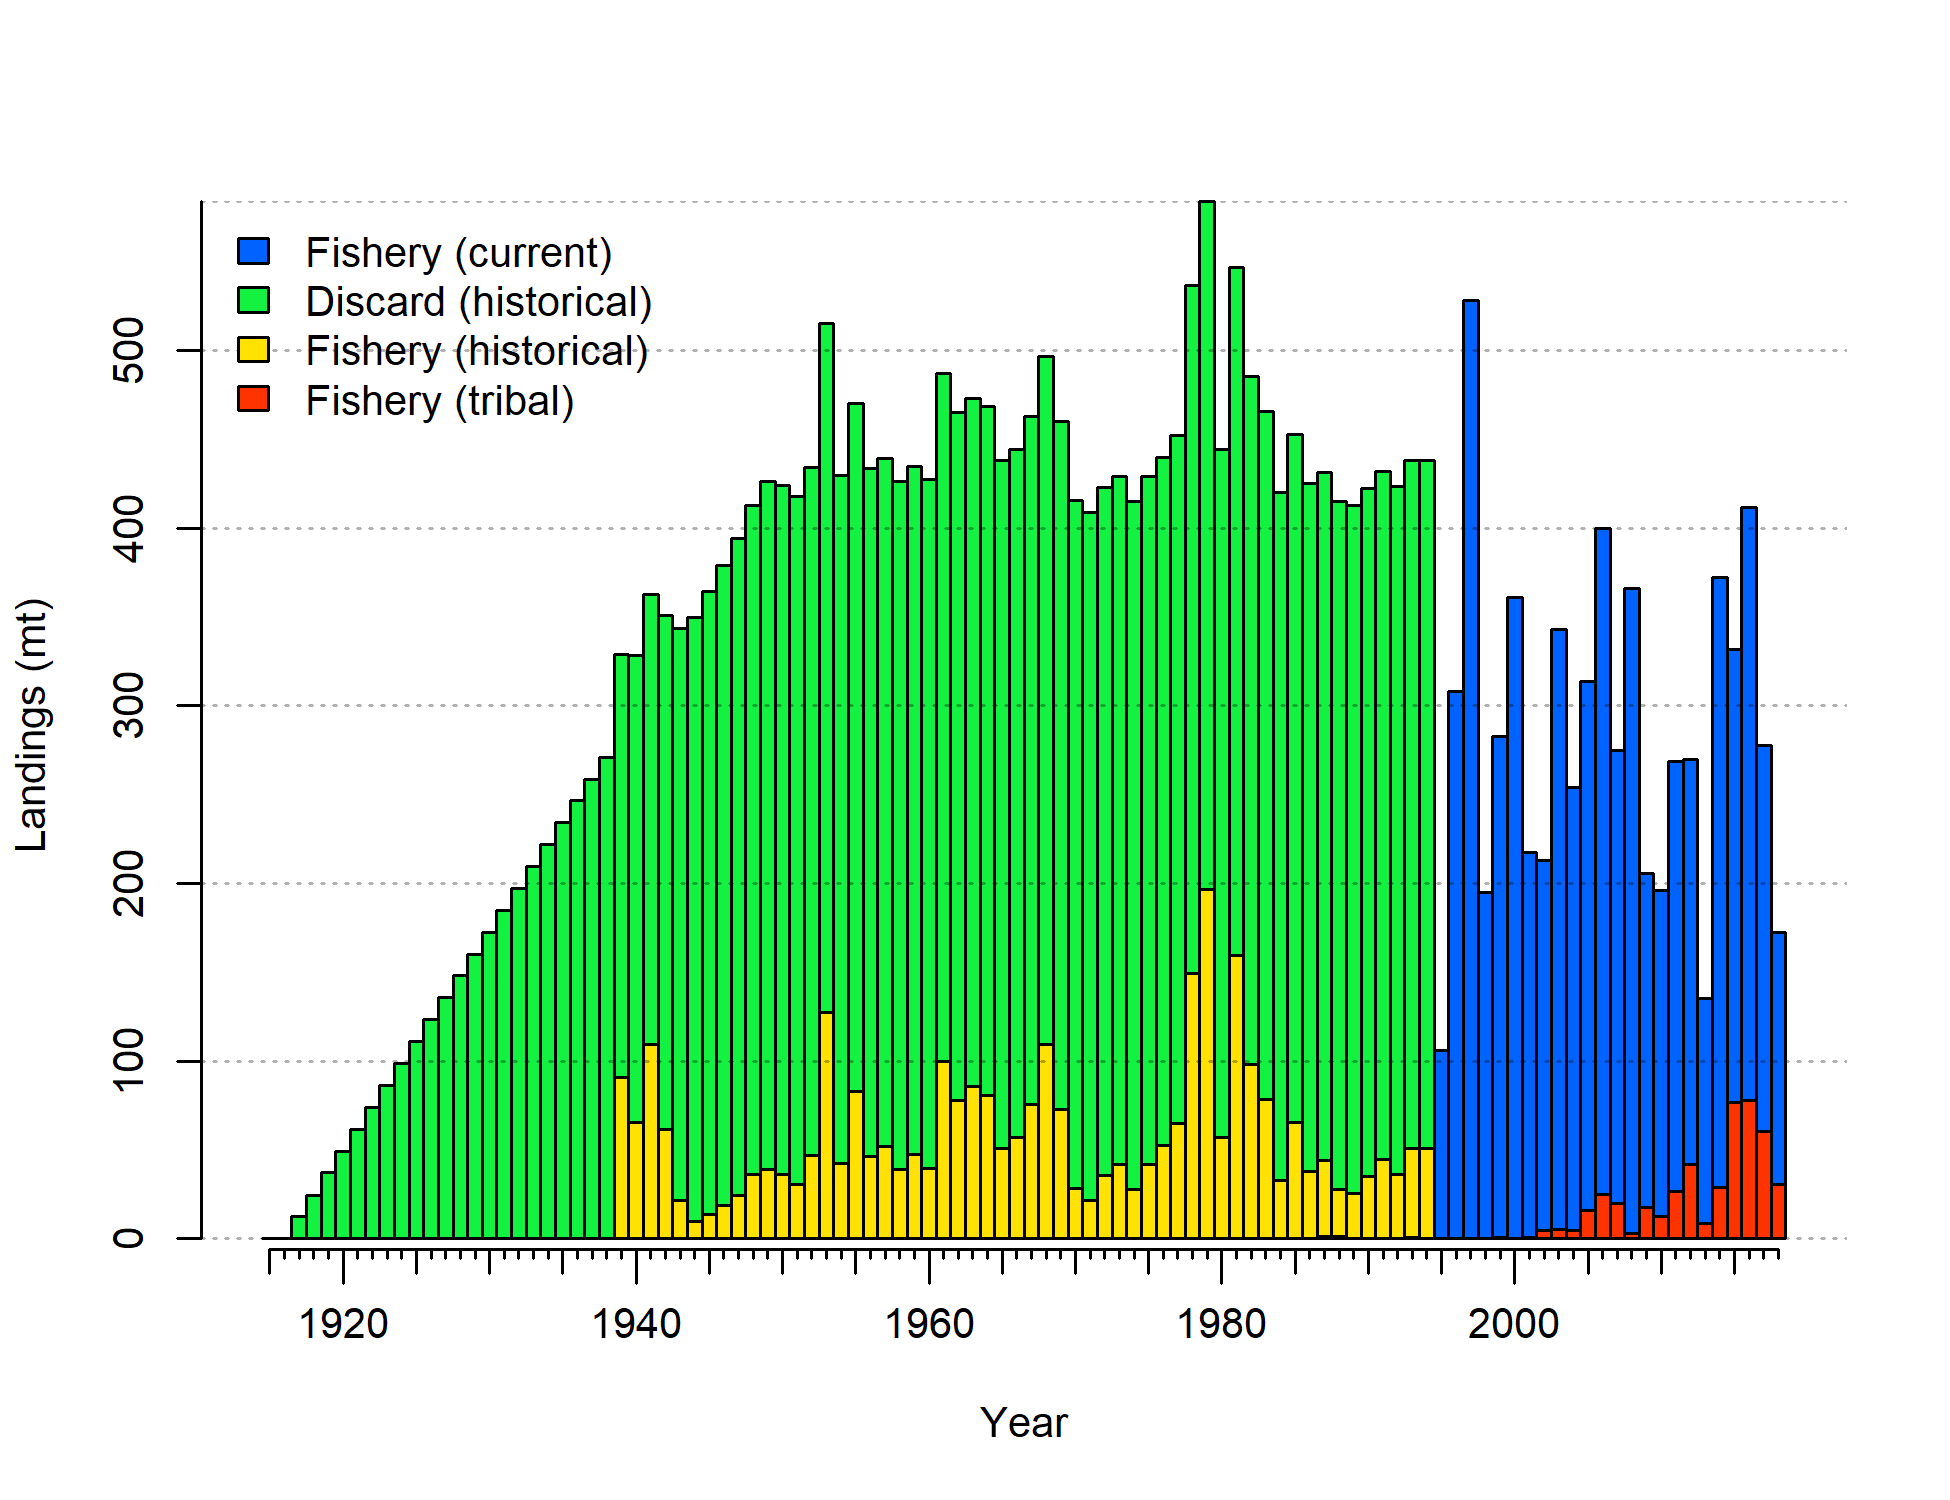 Fishery (current)
Discard (historical)
Fishery (historical)
Fishery (tribal)
Landings (mt)
500
400
300
200
100
0
1920 1940 1960 1980 2000
Year